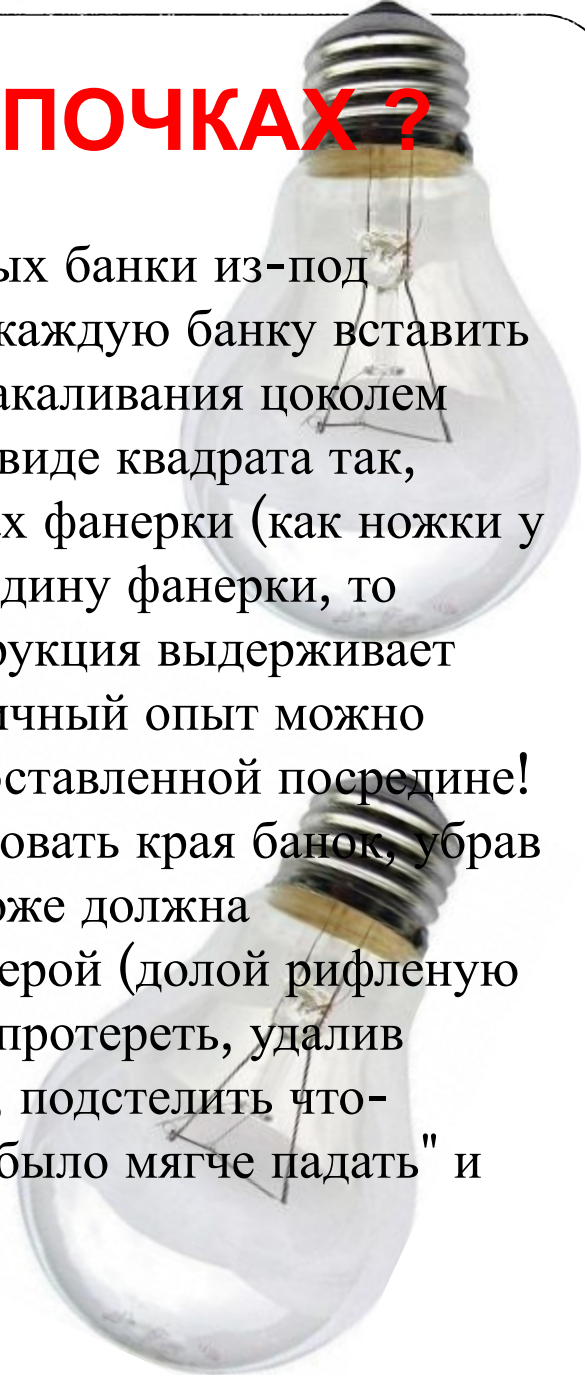 ПОЧКАХ ?
ых банки из-под
каждую банку вставить
акаливания цоколем
виде квадрата так,
х фанерки (как ножки у
дину фанерки, то
рукция выдерживает
ичный опыт можно
ставленной посредине!
овать края банок, убрав
оже должна
ерой (долой рифленую
протереть, удалив
, подстелить что-
было мягче падать" и